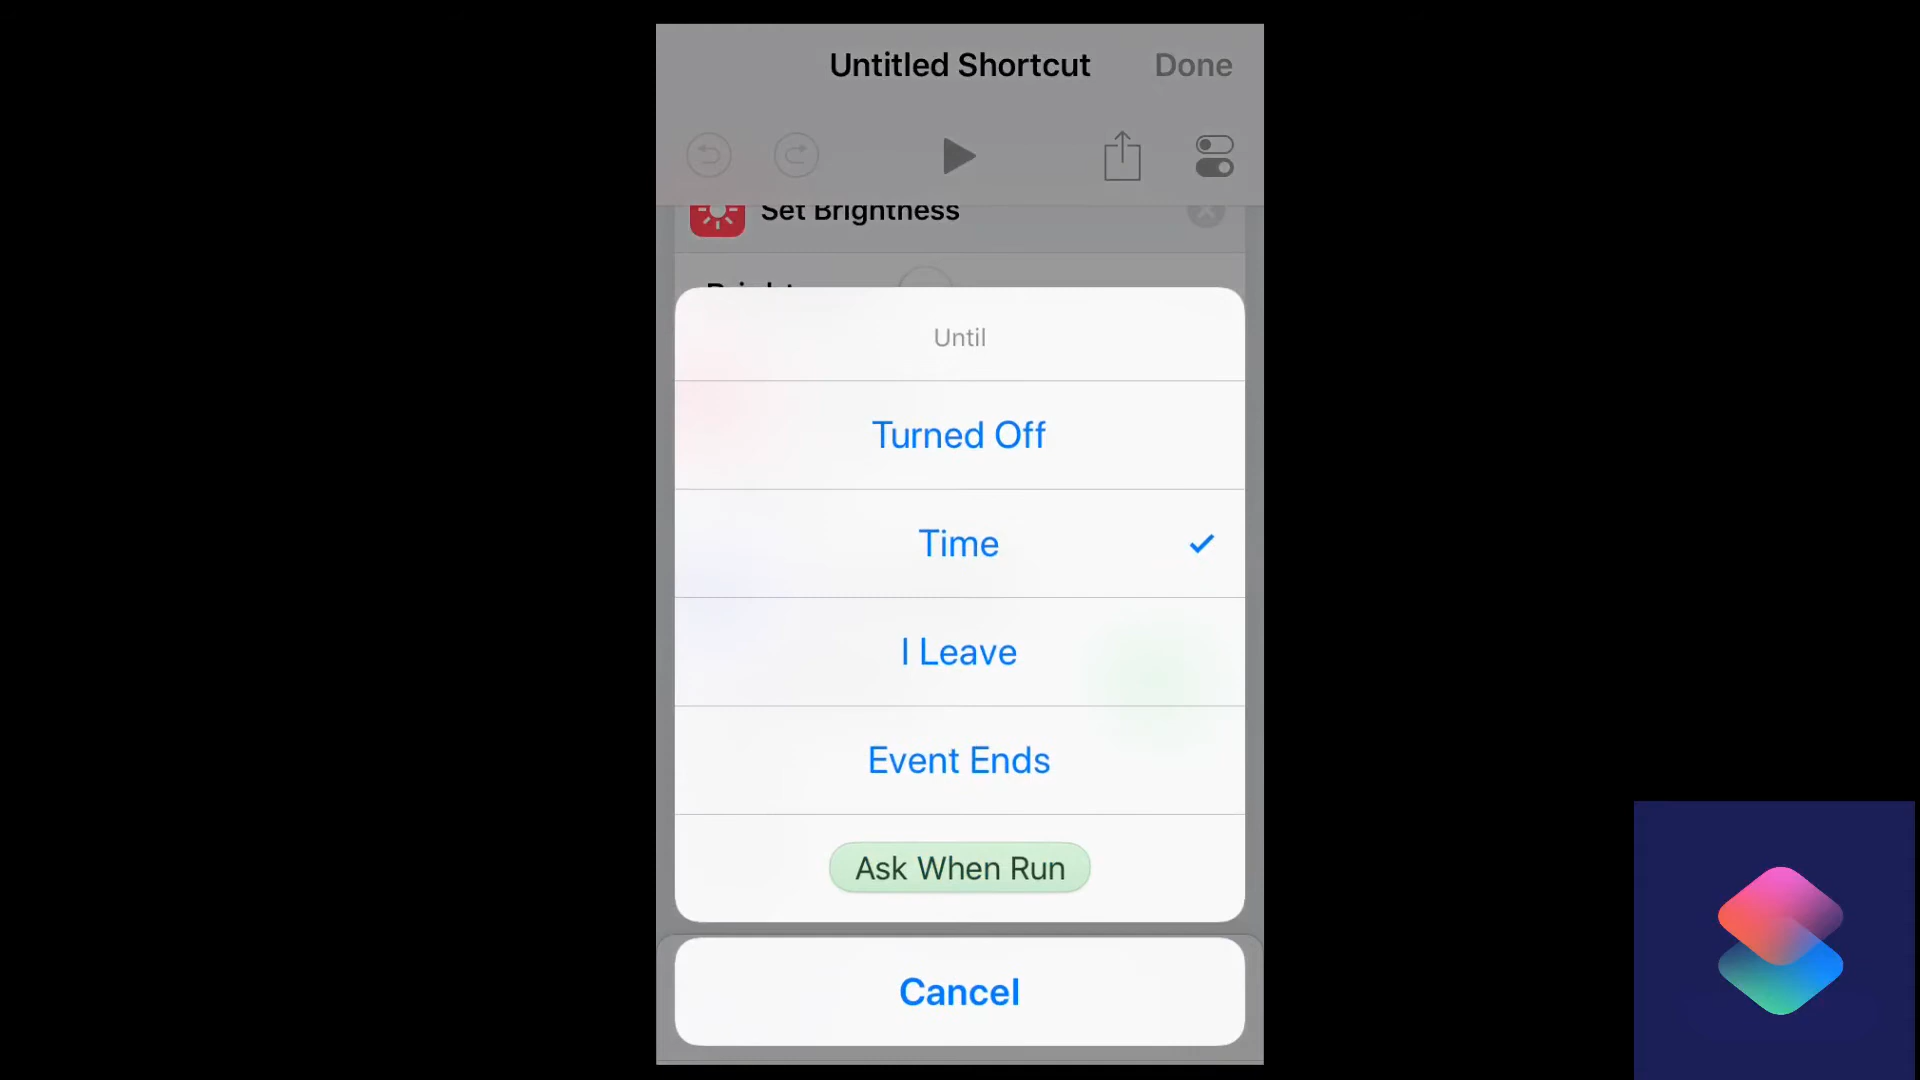 Untitled Shortcut
Done
Set Brightness
Until
Turned Off
Time
I Leave
Event Ends
Ask When Run
Cancel